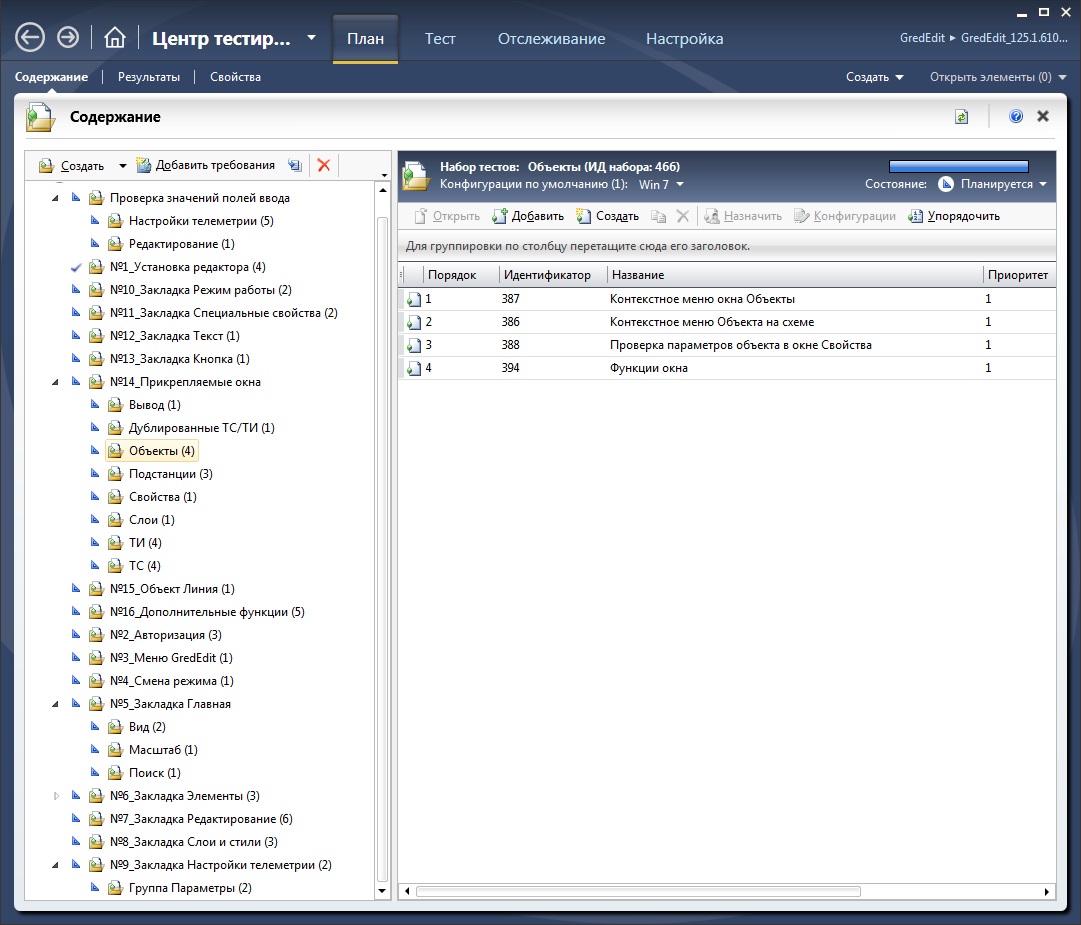 Центр тестир...
План
Тест
Отслеживание
Настройка
GredEdit ▸ GredEdit_125.1.610...
Содержание
Результаты
Свойства
Создать
Открыть элементы (0)
Содержание
Создать
Добавить требования
Проверка значений полей ввода
Настройки телеметрии (5)
Редактирование (1)
№1_Установка редактора (4)
№10_Закладка Режим работы (2)
№11_Закладка Специальные свойства (2)
№12_Закладка Текст (1)
№13_Закладка Кнопка (1)
№14_Прикрепляемые окна
Вывод (1)
Дублированные ТС/ТИ (1)
Объекты (4)
Подстанции (3)
Свойства (1)
Слои (1)
ТИ (4)
ТС (4)
№15_Объект Линия (1)
№16_Дополнительные функции (5)
№2_Авторизация (3)
№3_Меню GredEdit (1)
№4_Смена режима (1)
№5_Закладка Главная
Вид (2)
Масштаб (1)
Поиск (1)
№6_Закладка Элементы (3)
№7_Закладка Редактирование (6)
№8_Закладка Слои и стили (3)
№9_Закладка Настройки телеметрии (2)
Группа Параметры (2)
Набор тестов: Объекты (ИД набора: 466)
Конфигурации по умолчанию (1): Win 7
Состояние: Планируется
Открыть Добавить Создать Назначить Конфигурации Упорядочить
Для группировки по столбцу перетащите сюда его заголовок.
Порядок Идентификатор Название Приоритет
1 387 Контекстное меню окна Объекты 1
2 386 Контекстное меню Объекта на схеме 1
3 388 Проверка параметров объекта в окне Свойства 1
4 394 Функции окна 1